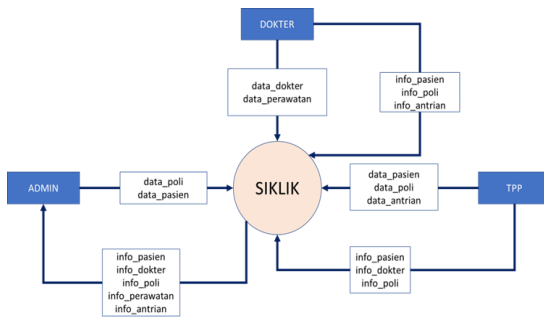 DOKTER
data_dokter
data_perawatan
info_pasien
info_poli
info_antrian
ADMIN
data_poli
data_pasien
SIKLIK
data_pasien
data_poli
data_antrian
TPP
info_pasien
info_dokter
info_poli
info_perawatan
info_antrian
info_pasien
info_dokter
info_poli